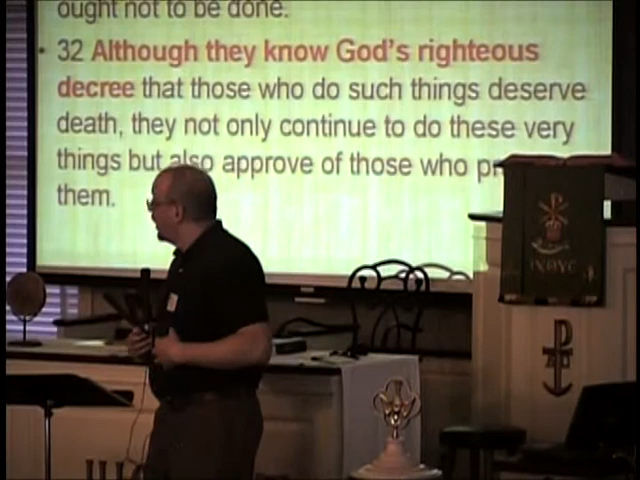 ought not to be done.
• 32 Although they know God's righteous
decree that those who do such things deserve
death, they not only continue to do these very
things but also approve of those who
them.
ΙΧΘΥΣ